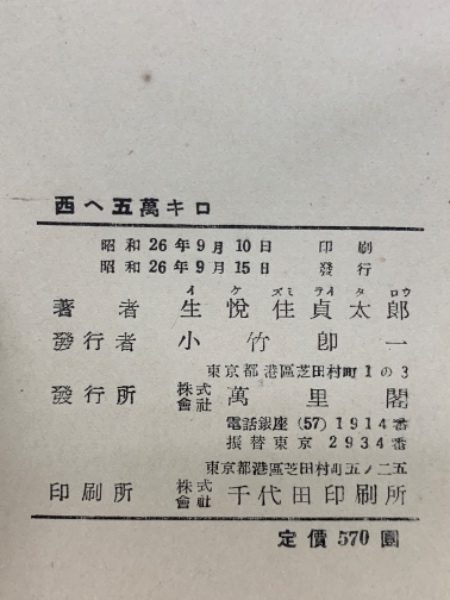 西へ五萬キロ
昭和26年9月10日 印刷
昭和26年9月15日 發行
イケ ズミ テイ タ ロウ
著者 生悅住貞太郞
發行者 小竹卽一
東京都港區芝田村町1の3
發行所 株式會社 萬里閣
電話銀座(57)1914番
振替東京2934番
東京都港區芝田村町五ノ二五
印刷所 株式會社 千代田印刷所
定價570圓